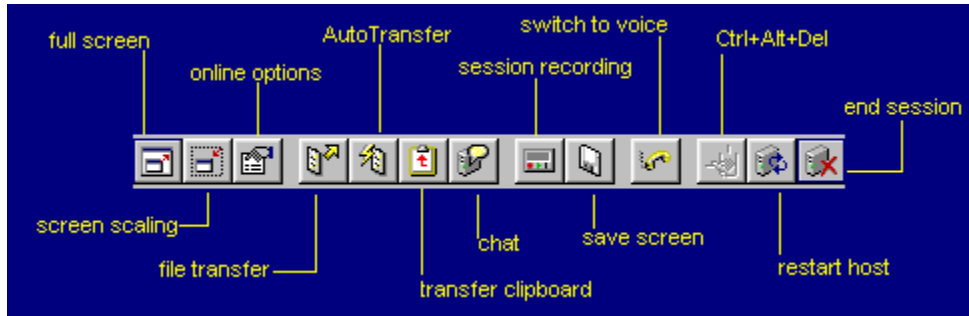 full screen
online options
AutoTransfer
session recording
switch to voice
Ctrl+Alt+Del
end session
screen scaling
file transfer
transfer clipboard
chat
save screen
restart host